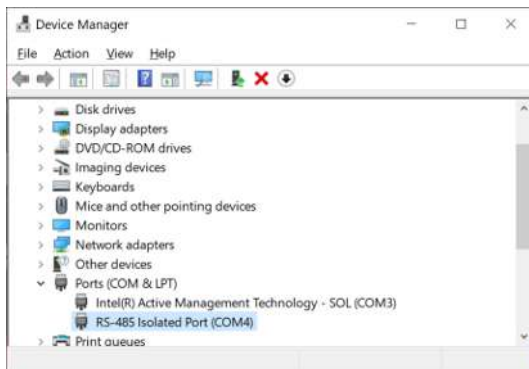 Device Manager
File Action View Help
Disk drives
Display adapters
DVD/CD-ROM drives
Imaging devices
Keyboards
Mice and other pointing devices
Monitors
Network adapters
Other devices
Ports (COM & LPT)
Intel(R) Active Management Technology - SOL (COM3)
RS-485 Isolated Port (COM4)
Print queues